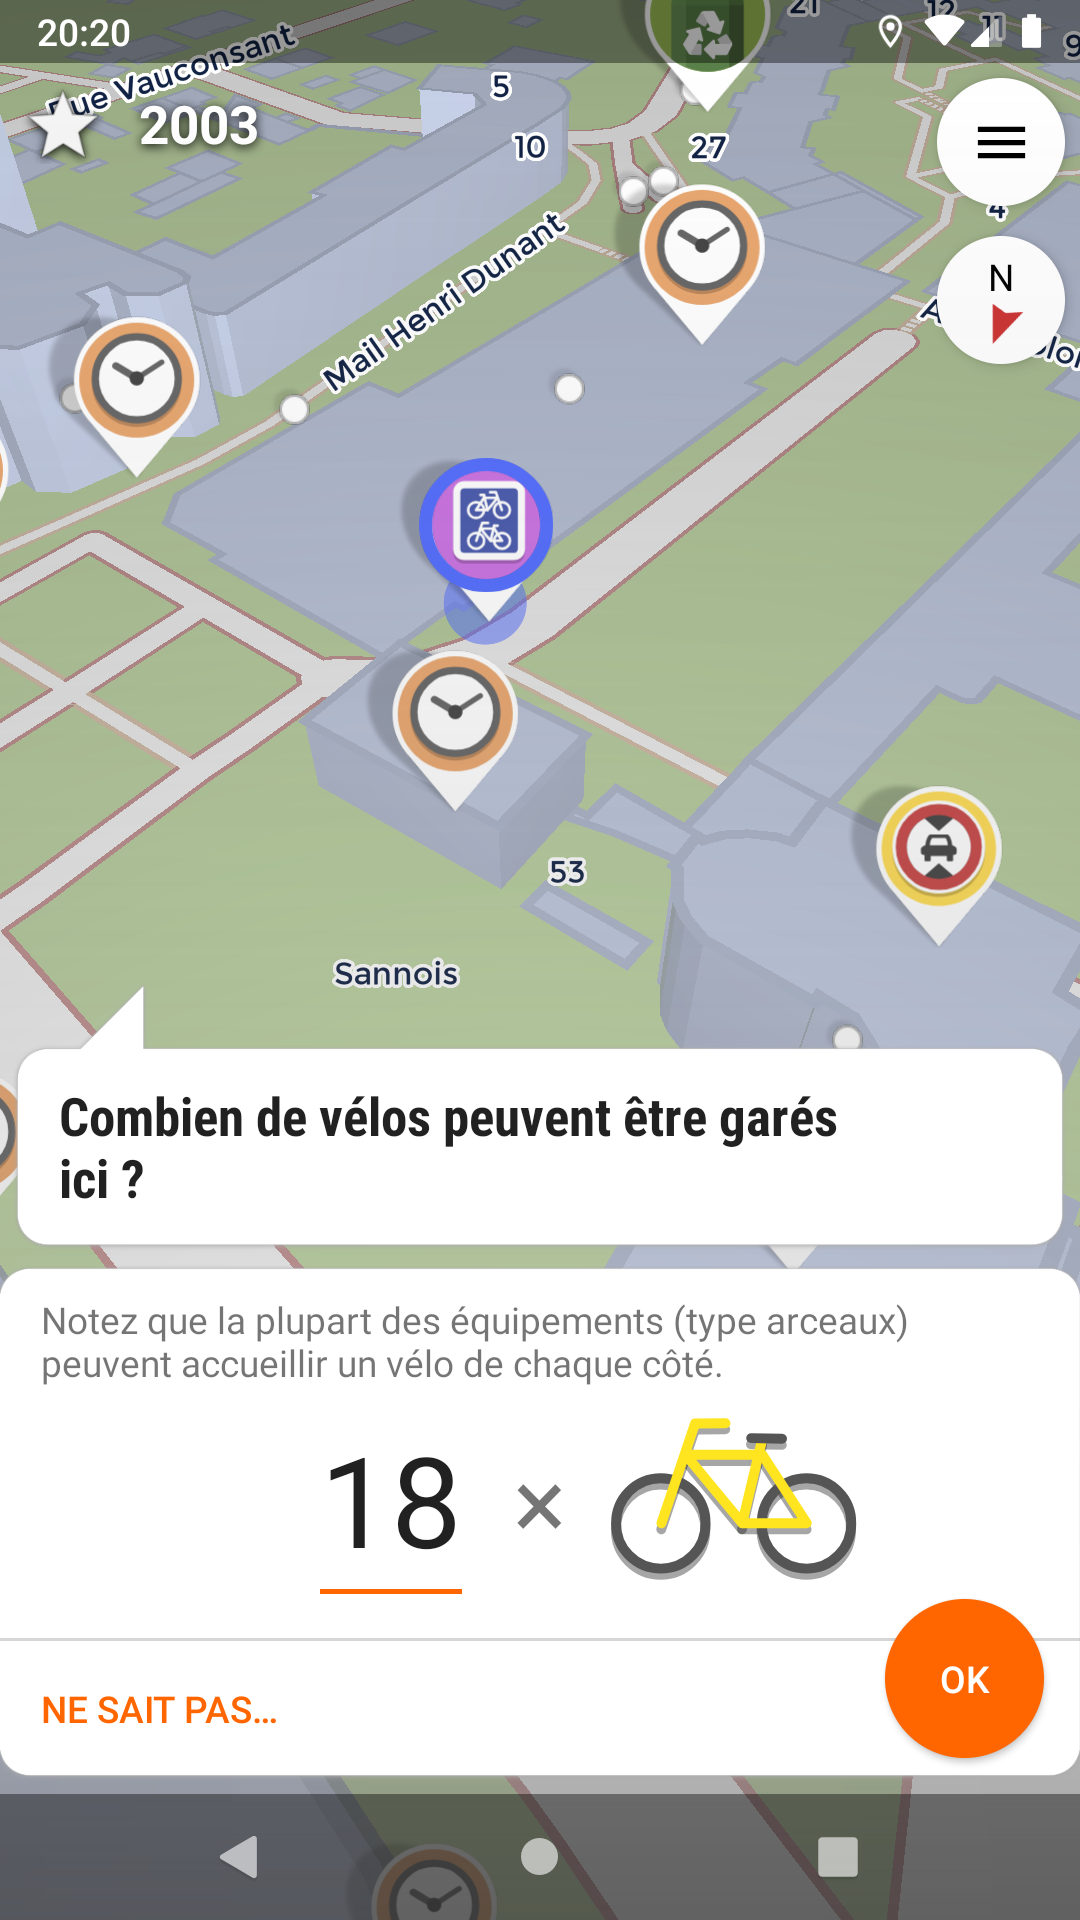 20:20
21
12
11
9
Rue Vauconsant
5
2003
10
27
4
Mail Henri Dunant
N
53
Sannois
Combien de vélos peuvent être garés
ici ?
Notez que la plupart des équipements (type arceaux)
peuvent accueillir un vélo de chaque côté.
18 ×
OK
NE SAIT PAS…